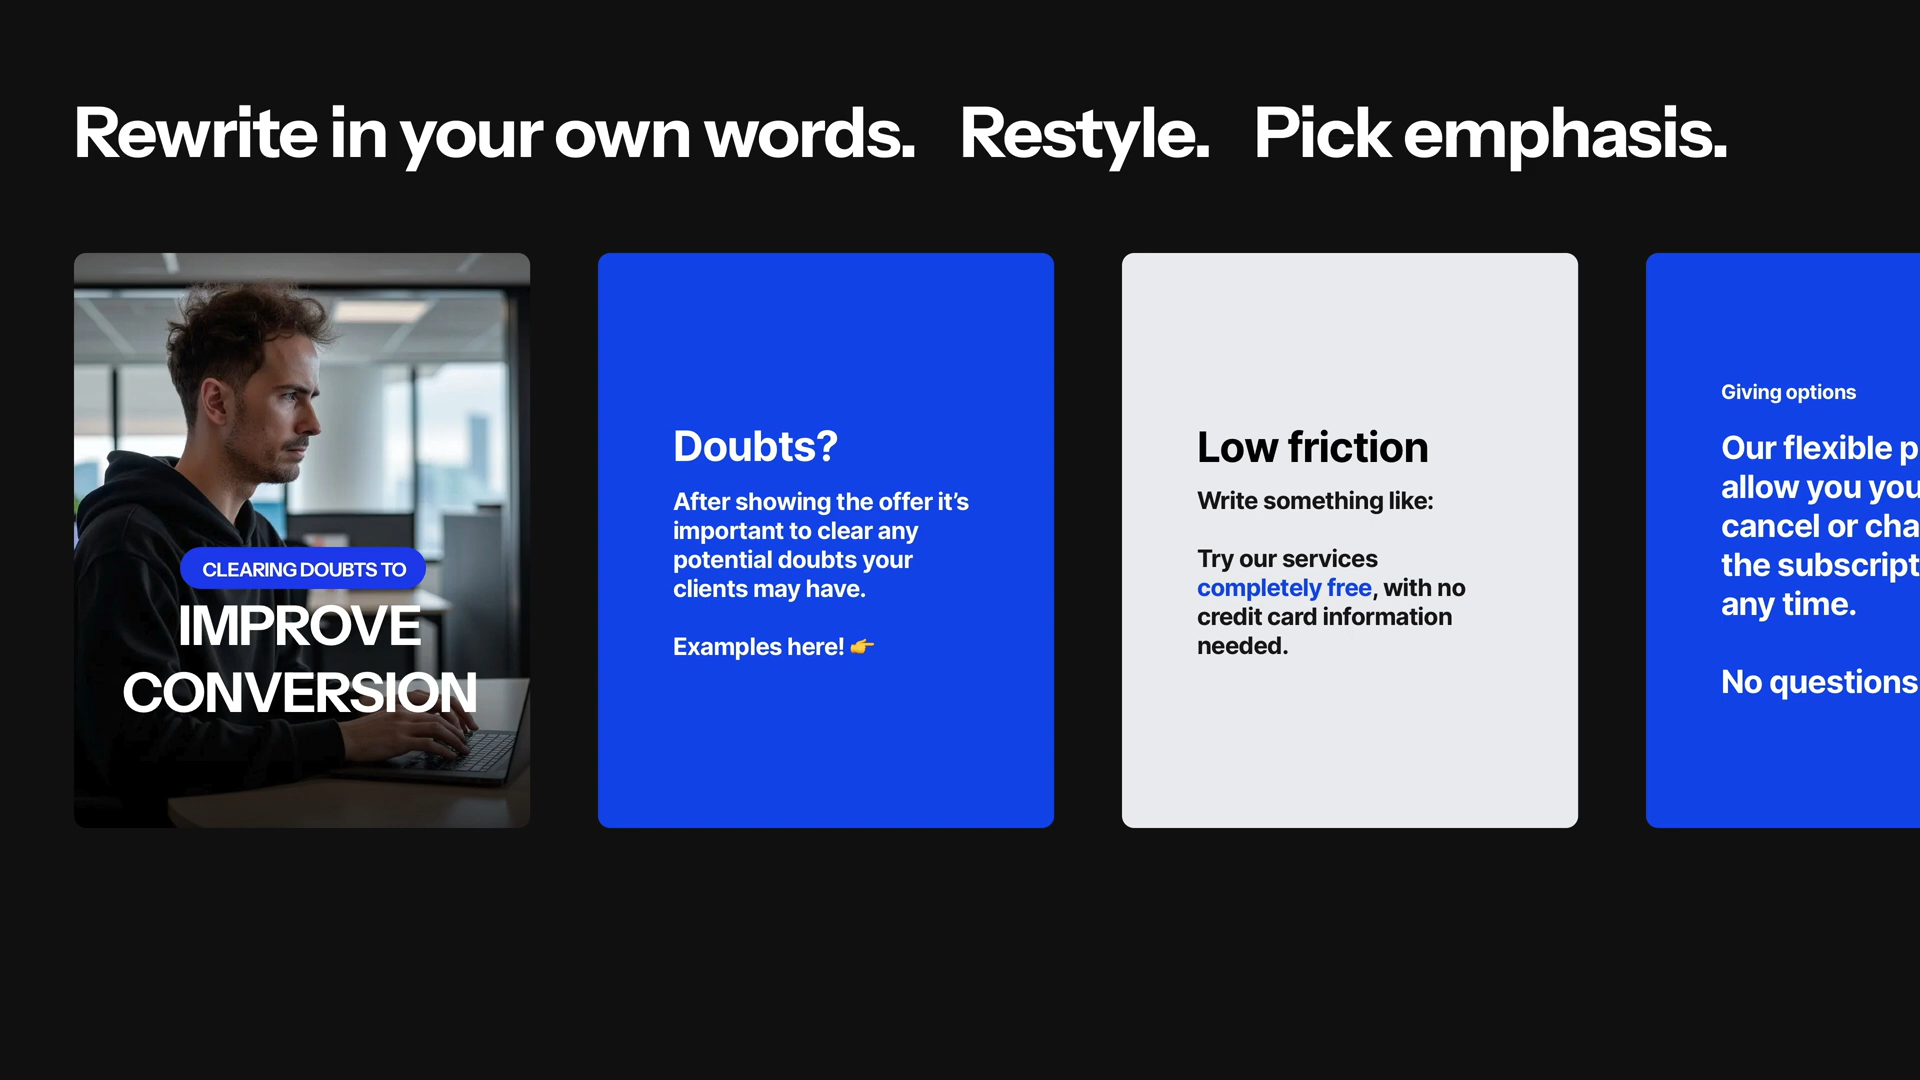 Rewrite in your own words. Restyle. Pick emphasis.
CLEARING DOUBTS TO
IMPROVE
CONVERSION
Doubts?
After showing the offer it’s
important to clear any
potential doubts your
clients may have.
Examples here! 👉
Low friction
Write something like:
Try our services
completely free, with no
credit card information
needed.
Giving options
Our flexible
allow you you
cancel or
the
any time.
No questions